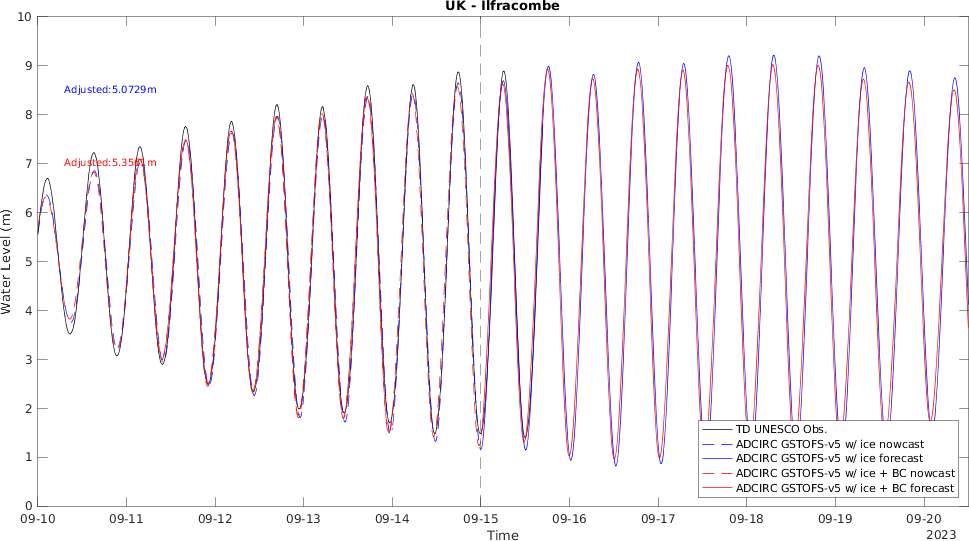 UK - Ilfracombe
10
9
8
7
6
5
4
3
2
1
0
Water Level (m)
Adjusted:5.0729m
Adjusted:5.3591m
TD UNESCO Obs.
ADCIRC GSTOFS-v5 w/ ice nowcast
ADCIRC GSTOFS-v5 w/ ice forecast
ADCIRC GSTOFS-v5 w/ ice + BC nowcast
ADCIRC GSTOFS-v5 w/ ice + BC forecast
09-10 09-11 09-12 09-13 09-14 09-15 09-16 09-17 09-18 09-19 09-20
Time
2023